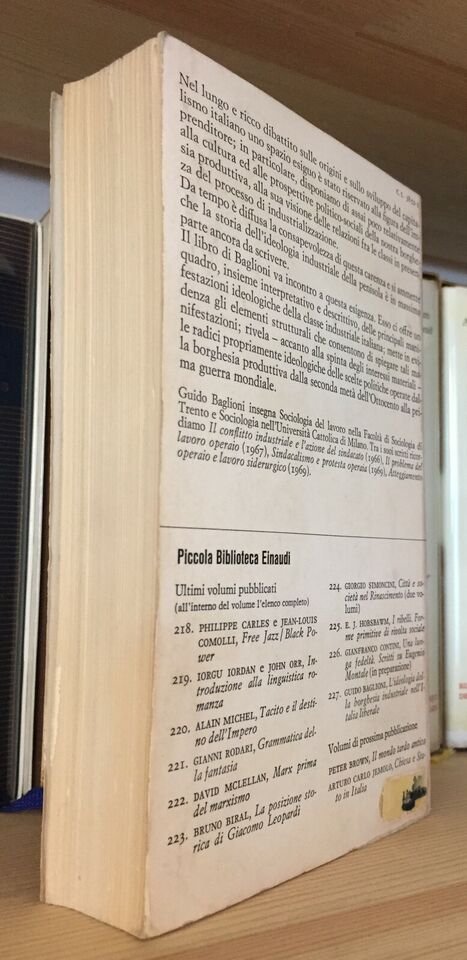 C.L.
Nel lungo e ricco dibattito sulle origini e sullo sviluppo del capita-
lismo italiano uno spazio esiguo è stato riservato alla figura dell'im-
prenditore; in particolare, disponiamo di assai poco relativamente
alla cultura ed alle prospettive politico-sociali della nostra borghe-
sia produttiva, alla sua visione delle relazioni fra le classi in presen-
za del processo di industrializzazione.
Da tempo è diffusa la consapevolezza di questa carenza e si ammette
che la storia dell'ideologia industriale della penisola è in massima
parte ancora da scrivere.
Il libro di Baglioni va incontro a questa esigenza. Esso ci offre un
quadro, insieme interpretativo e descrittivo, delle principali mani-
festazioni ideologiche della classe industriale italiana; mette in evi-
denza gli elementi strutturali che consentono di spiegare tali ma-
nifestazioni; rivela – accanto alla spinta degli interessi materiali –
le radici propriamente ideologiche delle scelte politiche operate dal-
la borghesia produttiva dalla seconda metà dell'Ottocento alla pri-
ma guerra mondiale.
Guido Baglioni insegna Sociologia del lavoro nella Facoltà di Sociologia di
Trento e Sociologia nell'Università Cattolica di Milano. Tra i suoi scritti ricor-
diamo Il conflitto industriale e l'azione del sindacato (1966), Il problema del
lavoro operaio (1967), Sindacalismo e protesta operaia (1969), Atteggiamento
operaio e lavoro siderurgico (1969).
Piccola Biblioteca Einaudi
Ultimi volumi pubblicati
(all'interno del volume l'elenco completo)
218. PHILIPPE CARLES e JEAN-LOUIS
COMOLLI, Free Jazz / Black Po-
wer
219. IORGU IORDAN e JOHN ORR, In-
troduzione alla linguistica ro-
manza
220. ALAIN MICHEL, Tacito e il desti-
no dell'Impero
221. GIANNI RODARI, Grammatica del-
la fantasia
222. DAVID MCLELLAN, Marx prima
del marxismo
223. BRUNO BIRAL, La posizione sto-
rica di Giacomo Leopardi
224. GIORGIO SIMONCINI, Città e so-
cietà nel Rinascimento (due vo-
lumi)
225. E. J. HOBSBAWM, I ribelli. For-
me primitive di rivolta sociale
226. GIANFRANCO CONTINI, Una lun-
ga fedeltà. Scritti su Eugenio
Montale (in preparazione)
227. GUIDO BAGLIONI, L'ideologia del-
la borghesia industriale nell'I-
talia liberale
Volumi di prossima pubblicazione:
PETER BROWN, Il mondo tardo antico
ARTURO CARLO JEMOLO, Chiesa e Sta-
to in Italia